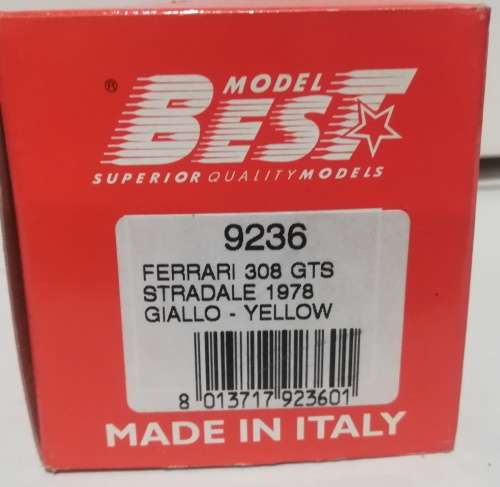 ® MODEL
BEST
SUPERIOR QUALITY MODELS
9236
FERRARI 308 GTS
STRADALE 1978
GIALLO - YELLOW
8 013717 923601
MADE IN ITALY